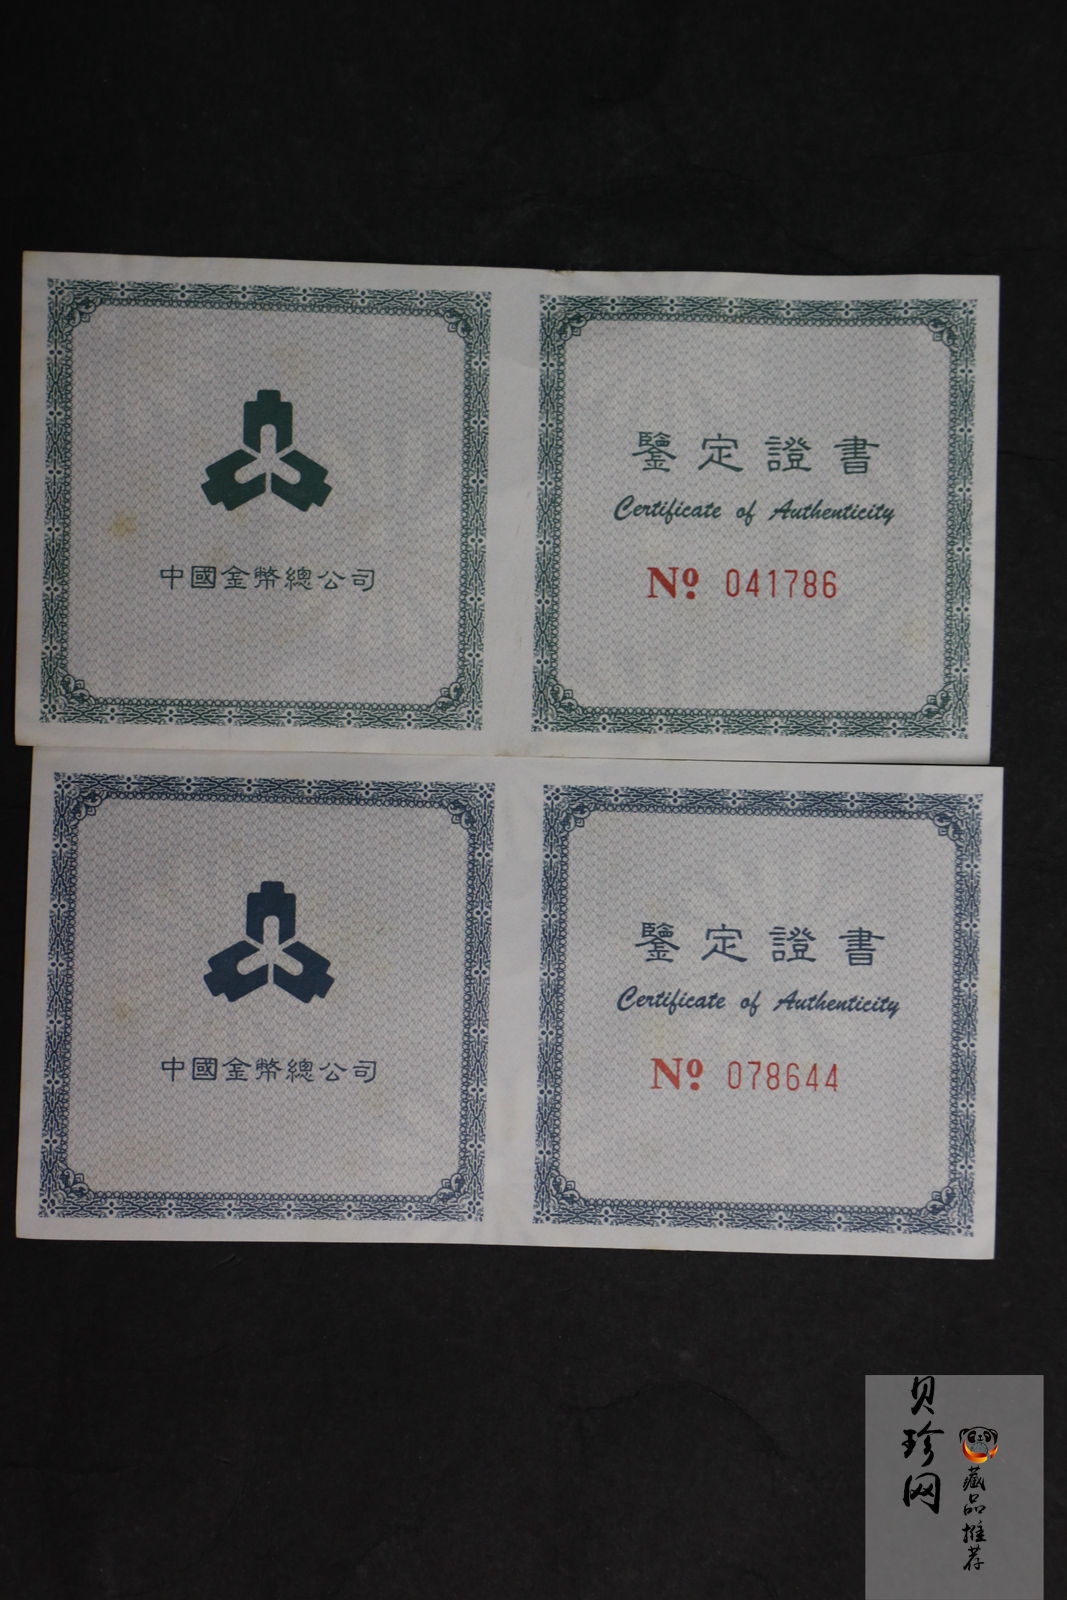 中國金幣總公司
鑒定證書
Certificate of Authenticity
Nº 041786
中國金幣總公司
鑒定證書
Certificate of Authenticity
Nº 078644
贝珍网
藏品推荐